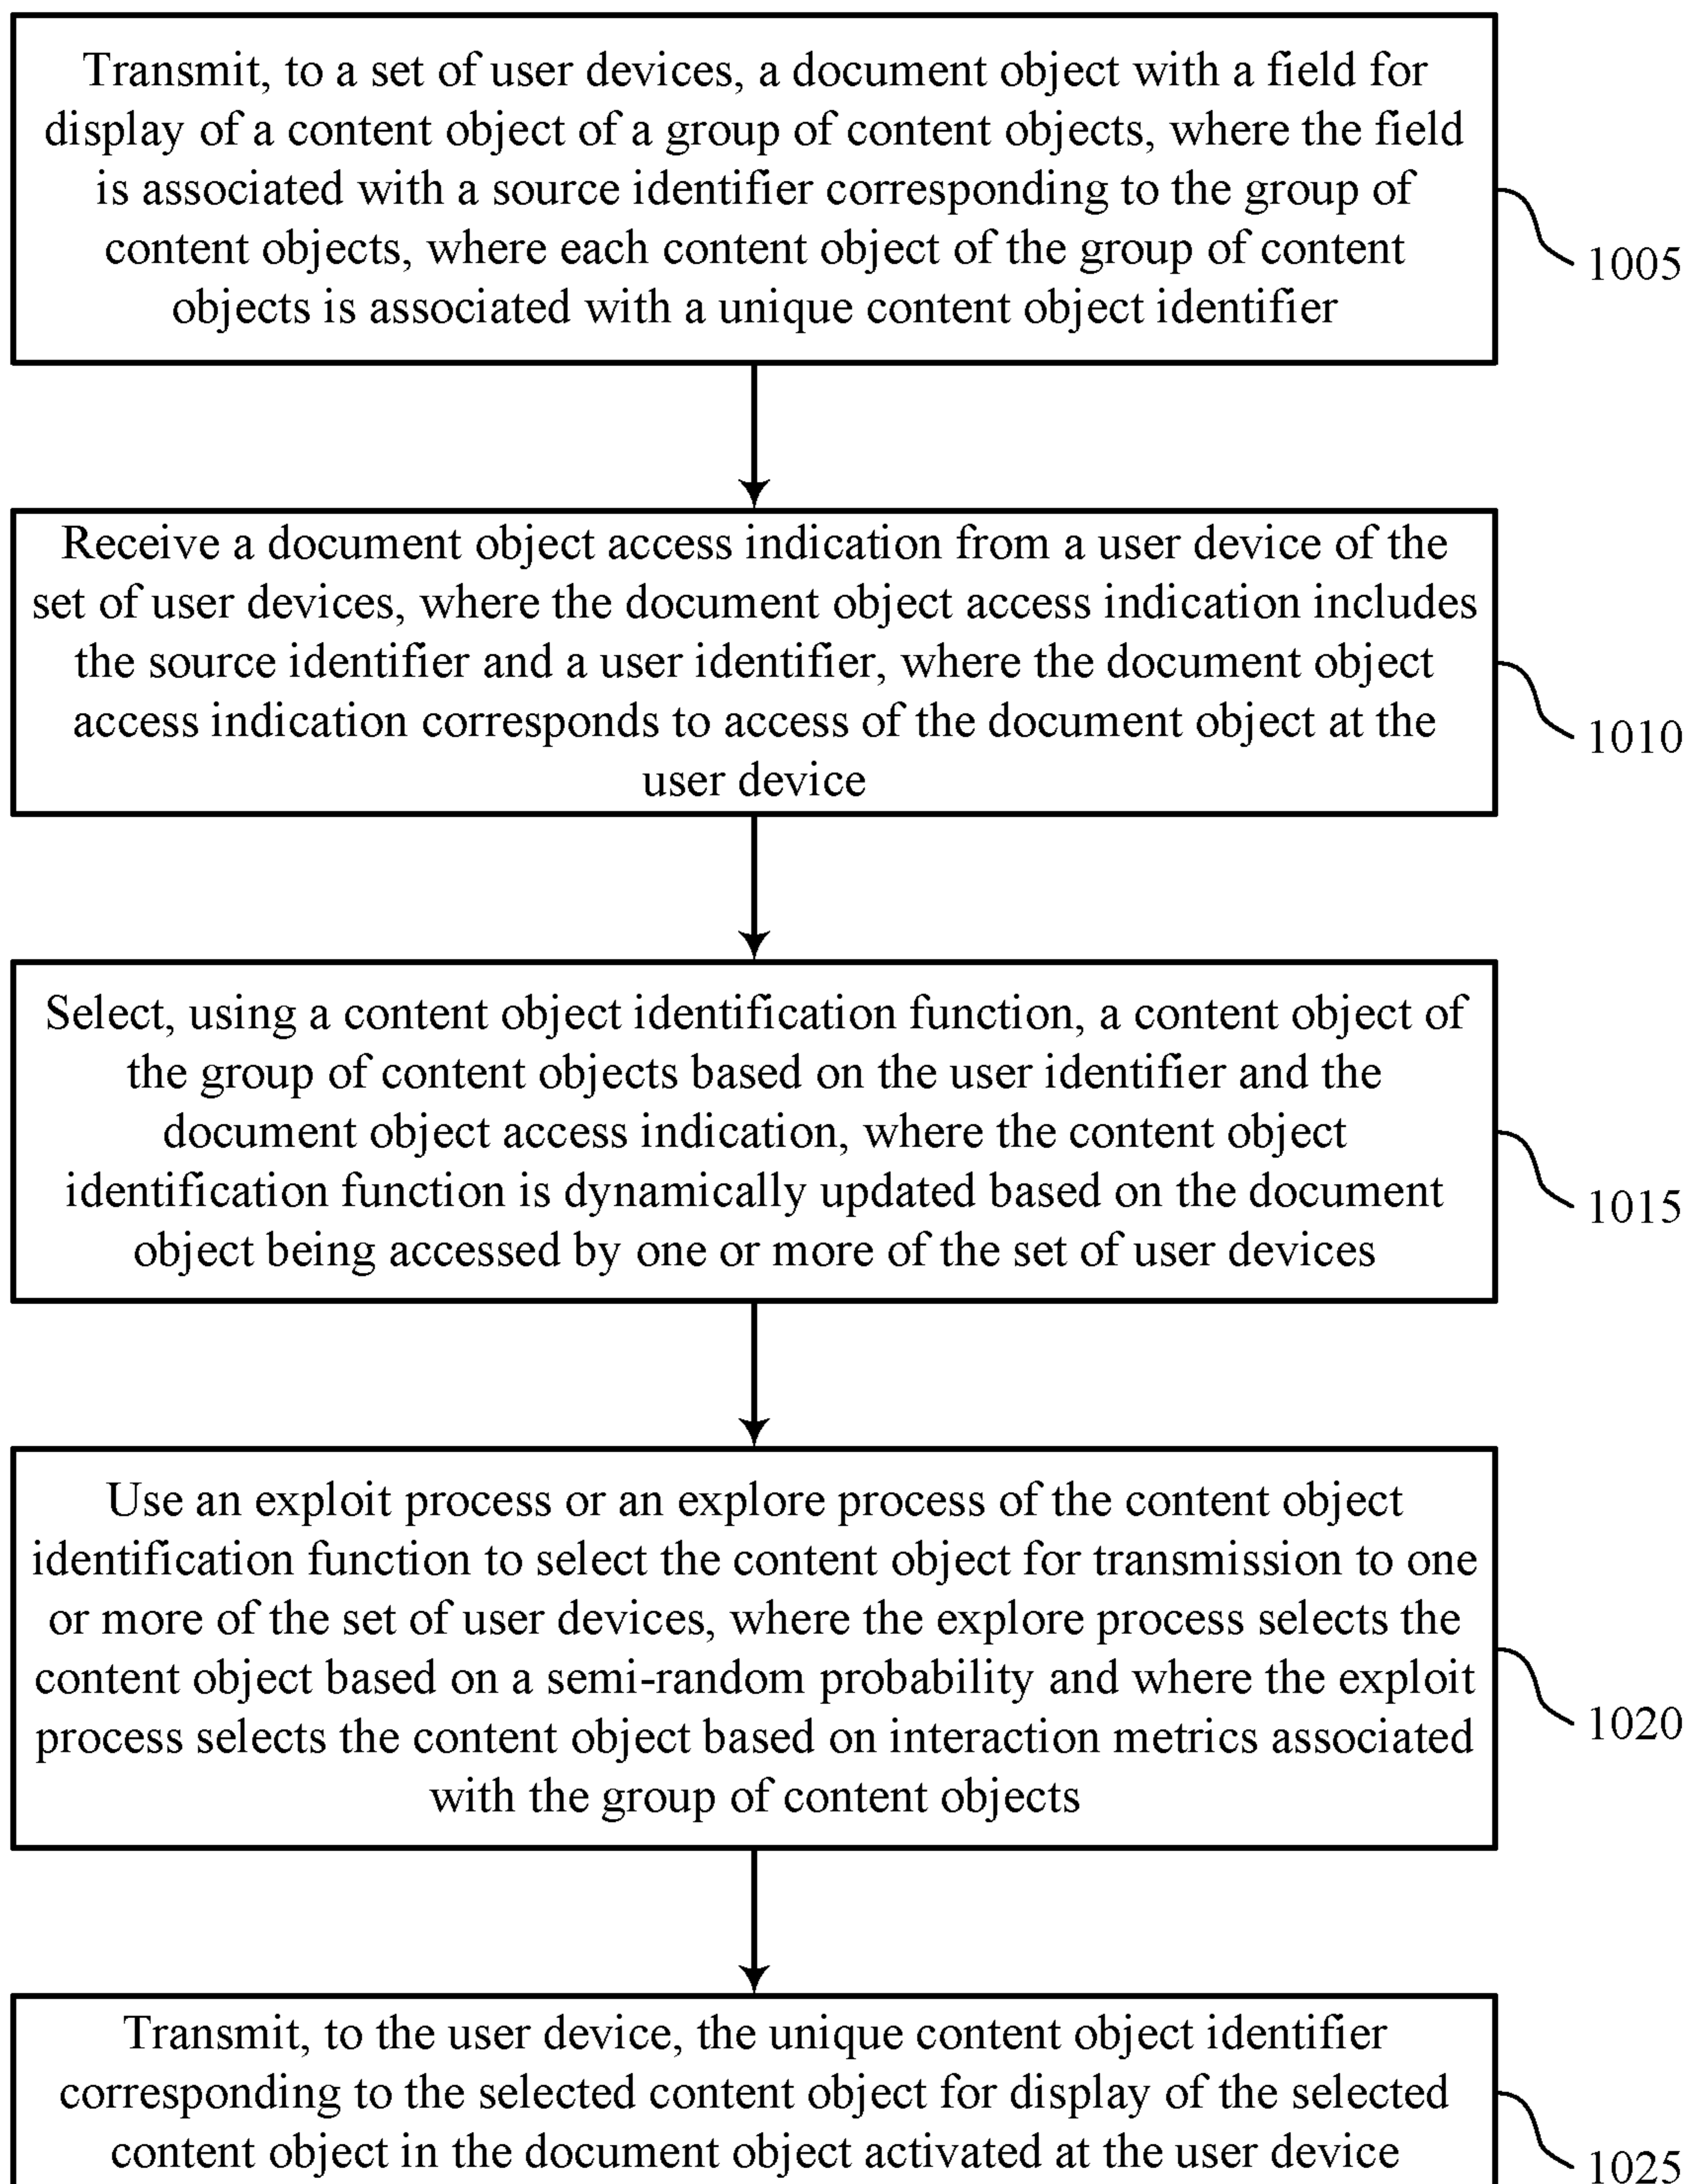 Transmit, to a set of user devices, a document object with a field for
display of a content object of a group of content objects, where the field
is associated with a source identifier corresponding to the group of
content objects, where each content object of the group of content
objects is associated with a unique content object identifier
1005
Receive a document object access indication from a user device of the
set of user devices, where the document object access indication includes
the source identifier and a user identifier, where the document object
access indication corresponds to access of the document object at the
user device
1010
Select, using a content object identification function, a content object of
the group of content objects based on the user identifier and the
document object access indication, where the content object
identification function is dynamically updated based on the document
object being accessed by one or more of the set of user devices
1015
Use an exploit process or an explore process of the content object
identification function to select the content object for transmission to one
or more of the set of user devices, where the explore process selects the
content object based on a semi-random probability and where the exploit
process selects the content object based on interaction metrics associated
with the group of content objects
1020
Transmit, to the user device, the unique content object identifier
corresponding to the selected content object for display of the selected
content object in the document object activated at the user device
1025